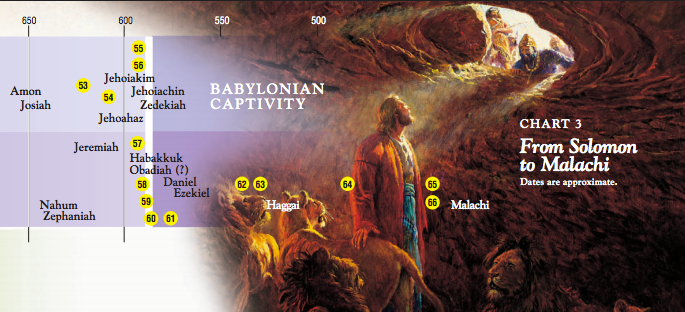 650 600 550 500
55
56
Jehoiakim
53
Amon
Jehoiachin
BABYLONIAN
54
Josiah
Zedekiah
CAPTIVITY
Jehoahaz
CHART 3
From Solomon
to Malachi
Dates are approximate.
57
Jeremiah
Habakkuk
Obadiah (?)
58
Daniel
62 63 64 65
Ezekiel
59
Nahum
Haggai
66
Malachi
Zephaniah
60 61